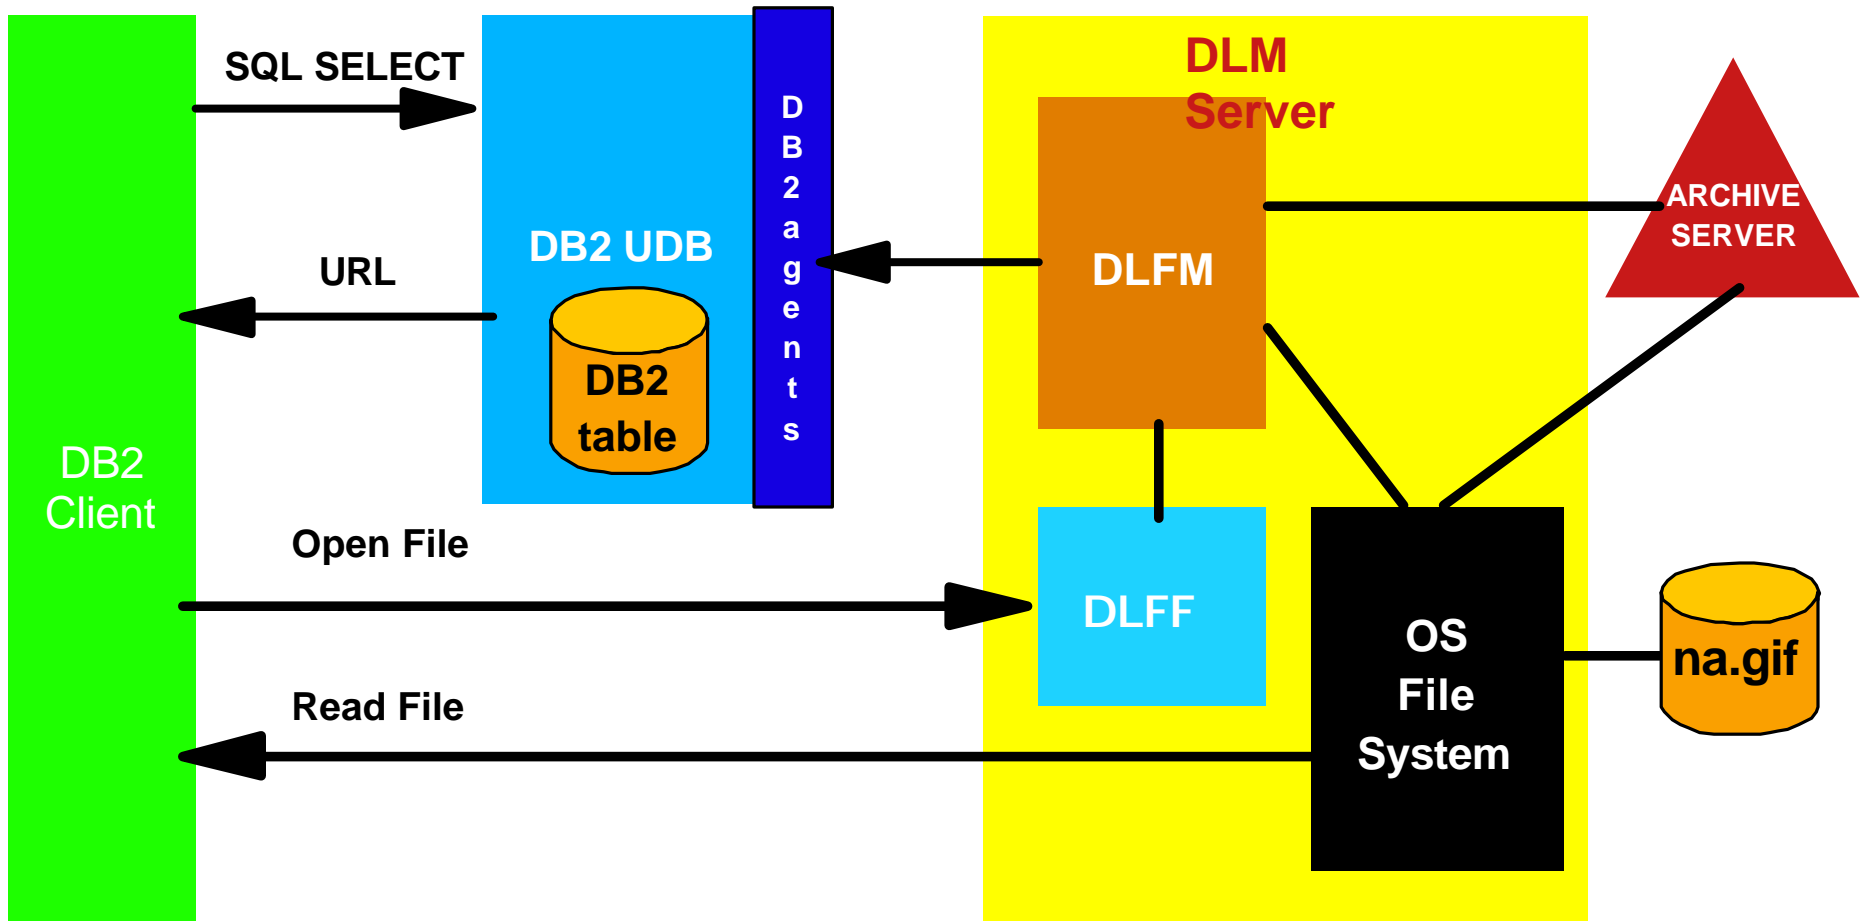 SQL SELECT
URL
DB2
Client
Open File
Read File
DB2 UDB
DB2
table
D
B
2
a
g
e
n
t
s
DLM
Server
DLFM
DLFF
OS
File
System
ARCHIVE
SERVER
na.gif